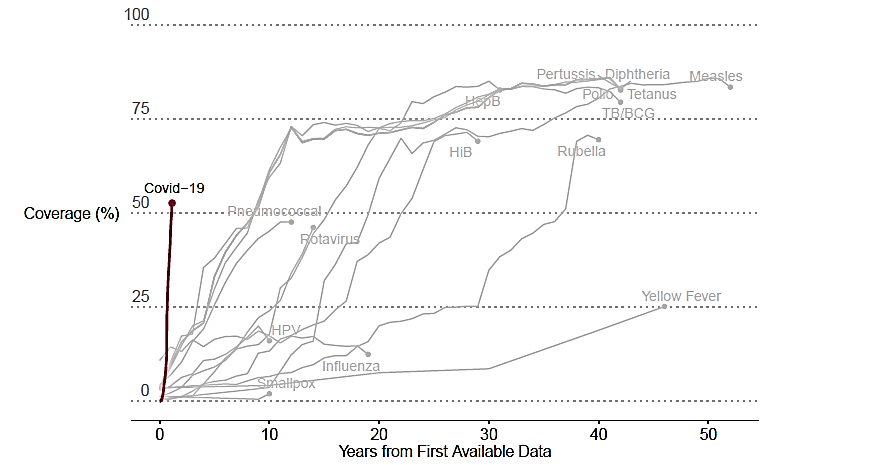 100
Pertussis Diphtheria
Measles
HepB
Polio
Tetanus
75
TB/BCG
HiB
Rubella
Covid−19
Pneumococcal
50
Coverage (%)
Rotavirus
Yellow Fever
25
HPV
Influenza
Smallpox
0
0 10 20 30 40 50
Years from First Available Data